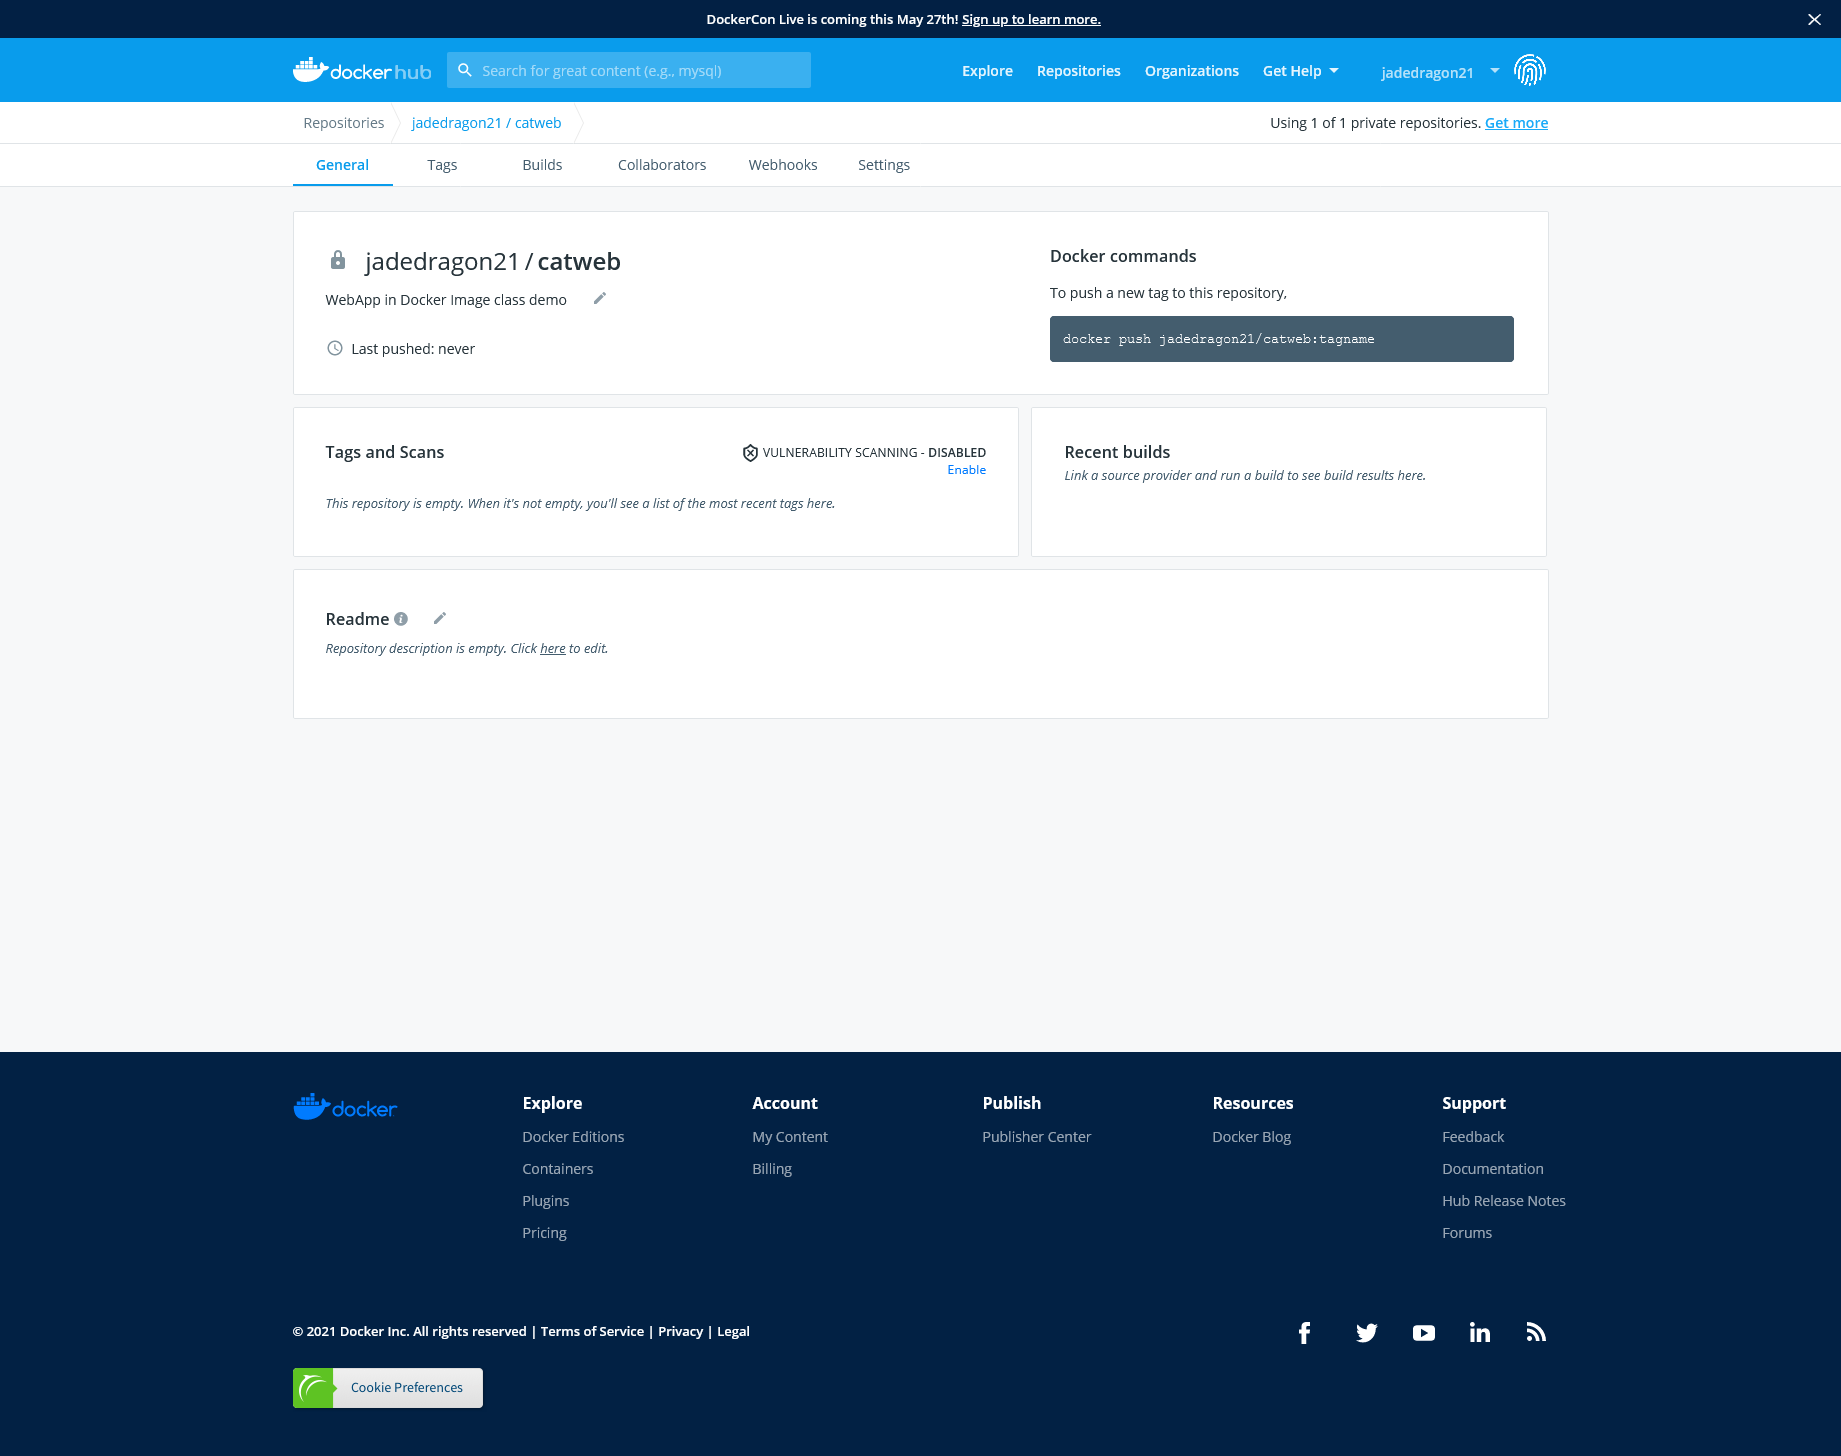 DockerCon Live is coming this May 27th! Sign up to learn more.
docker hub
Search for great content (e.g., mysql)
Explore Repositories Organizations Get Help jadedragon21
Repositories jadedragon21 / catweb Using 1 of 1 private repositories. Get more
General Tags Builds Collaborators Webhooks Settings
jadedragon21 / catweb
WebApp in Docker Image class demo
Last pushed: never
Docker commands
To push a new tag to this repository,
docker push jadedragon21/catweb:tagname
Tags and Scans
VULNERABILITY SCANNING - DISABLED
Enable
This repository is empty. When it's not empty, you'll see a list of the most recent tags here.
Recent builds
Link a source provider and run a build to see build results here.
Readme
Repository description is empty. Click here to edit.
docker
Explore
Docker Editions
Containers
Plugins
Pricing
Account
My Content
Billing
Publish
Publisher Center
Resources
Docker Blog
Support
Feedback
Documentation
Hub Release Notes
Forums
© 2021 Docker Inc. All rights reserved | Terms of Service | Privacy | Legal
Cookie Preferences